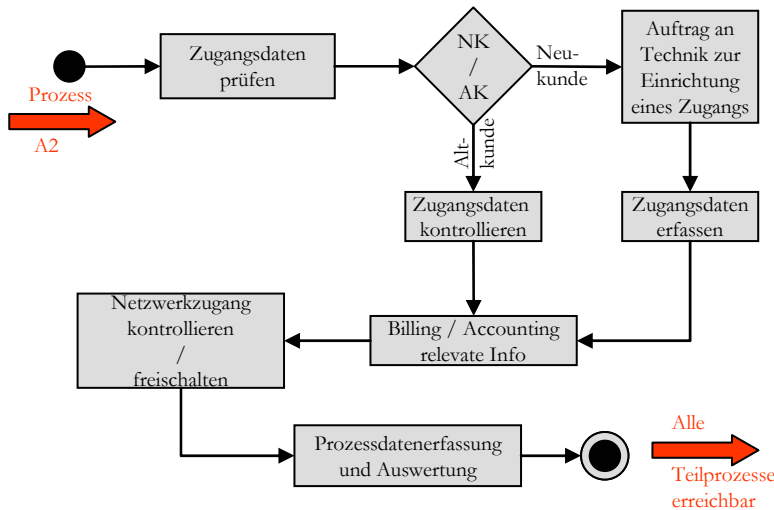 Zugangsdaten
prüfen
NK
/
AK
Neu-
kunde
Auftrag an
Technik zur
Einrichtung
eines Zugangs
Prozess
A2
Alt-
kunde
Zugangsdaten
kontrollieren
Zugangsdaten
erfassen
Netzwerkzugang
kontrollieren
/
freischalten
Billing / Accounting
relevate Info
Prozessdatenerfassung
und Auswertung
Alle
Teilprozesse
erreichbar